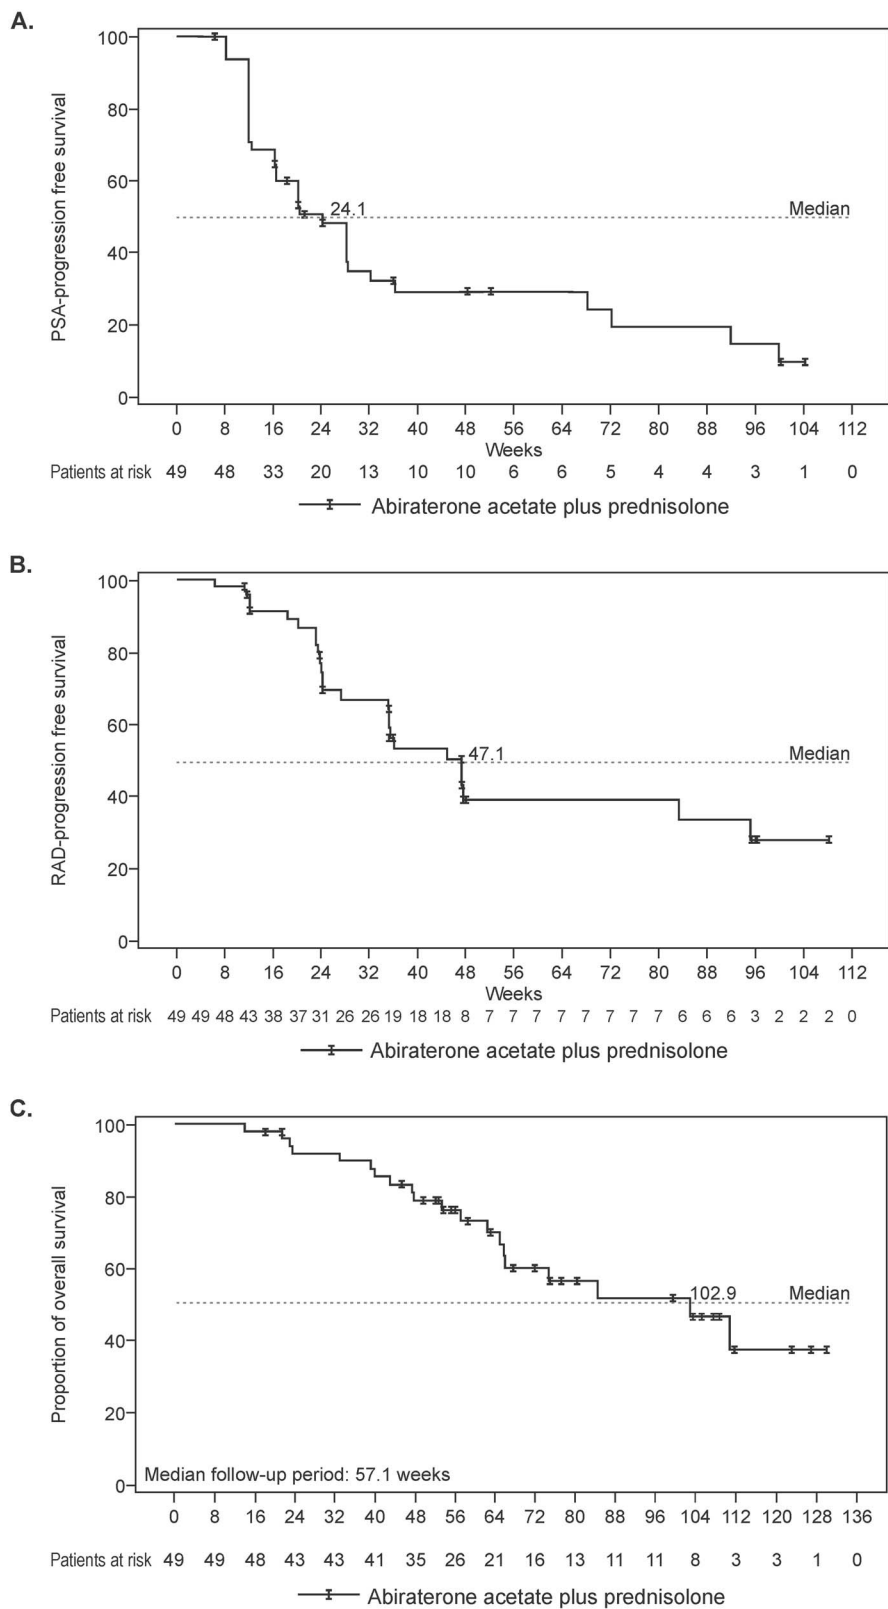 A.
PSA-progression free survival
100
80
60
40
20
0
24.1
Median
0 8 16 24 32 40 48 56 64 72 80 88 96 104 112
Weeks
Patients at risk 49 48 33 20 13 10 10 6 6 5 4 4 3 1 0
Abiraterone acetate plus prednisolone
B.
RAD-progression free survival
100
80
60
40
20
0
47.1
Median
0 8 16 24 32 40 48 56 64 72 80 88 96 104 112
Weeks
Patients at risk 49 49 48 43 38 37 31 26 26 19 18 18 8 7 7 7 7 7 7 7 7 6 6 6 3 2 2 2 0
Abiraterone acetate plus prednisolone
C.
Proportion of overall survival
100
80
60
40
20
0
102.9
Median
Median follow-up period: 57.1 weeks
0 8 16 24 32 40 48 56 64 72 80 88 96 104 112 120 128 136
Patients at risk 49 49 48 43 43 41 35 26 21 16 13 11 11 8 3 3 1 0
Abiraterone acetate plus prednisolone